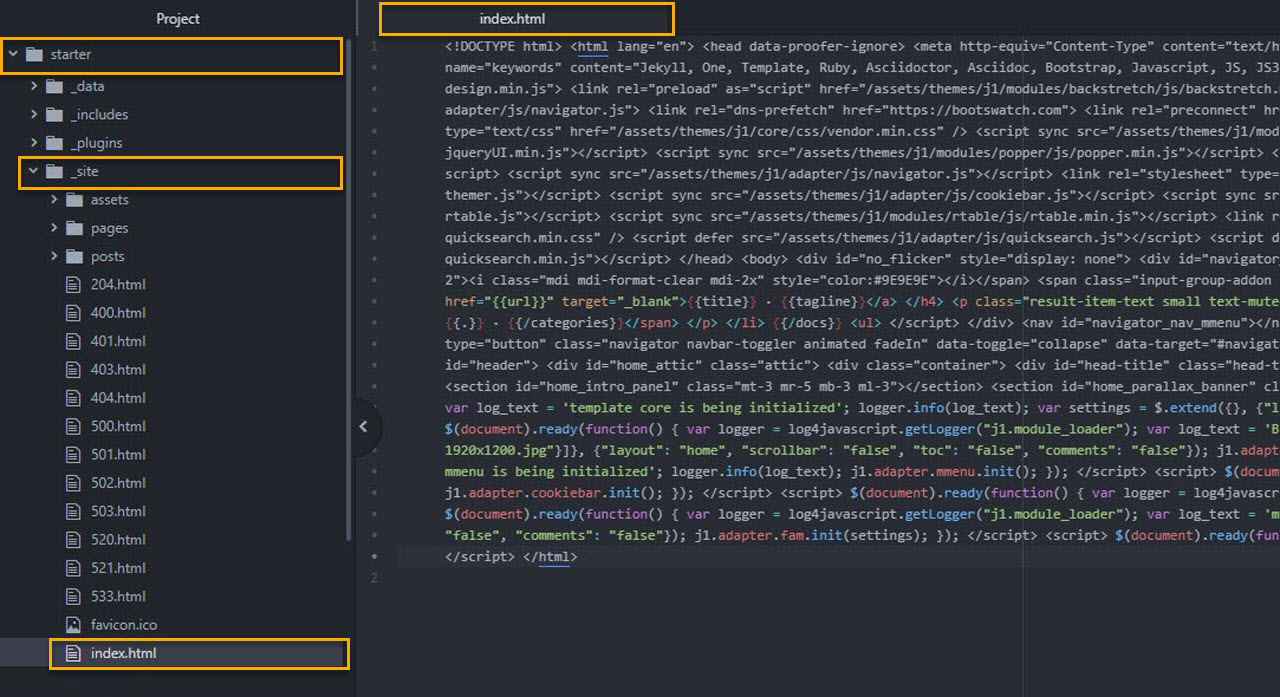 Project
starter
_data
_includes
_plugins
_site
assets
pages
posts
204.html
400.html
401.html
403.html
404.html
500.html
501.html
502.html
503.html
520.html
521.html
533.html
favicon.ico
index.html
index.html
1
<!DOCTYPE html> <html lang="en"> <head data-proofer-ignore> <meta http-equiv="Content-Type" content="text/h
name="keywords" content="Jekyll, One, Template, Ruby, Asciidoctor, Asciidoc, Bootstrap, Javascript, JS, JS3
design.min.js"> <link rel="preload" as="script" href="/assets/themes/j1/modules/backstretch/js/backstretch.
adapter/js/navigator.js"> <link rel="dns-prefetch" href="https://bootswatch.com"> <link rel="preconnect" hr
type="text/css" href="/assets/themes/j1/core/css/vendor.min.css" /> <script sync src="/assets/themes/j1/mod
jqueryUI.min.js"></script> <script sync src="/assets/themes/j1/modules/popper/js/popper.min.js"></script> <
script> <script sync src="/assets/themes/j1/adapter/js/navigator.js"></script> <link rel="stylesheet" type=
themer.js"></script> <script sync src="/assets/themes/j1/adapter/js/cookiebar.js"></script> <script sync sr
rtable.js"></script> <script sync src="/assets/themes/j1/modules/rtable/js/rtable.min.js"></script> <link r
quicksearch.min.css" /> <script defer src="/assets/themes/j1/adapter/js/quicksearch.js"></script> <script d
quicksearch.min.js"></script> </head> <body> <div id="no_flicker" style="display: none"> <div id="navigator
2"><i class="mdi mdi-format-clear mdi-2x" style="color:#9E9E9E"></i></span> <span class="input-group-addon
href="{{url}}" target="_blank">{{title}} · {{tagline}}</a> </h4> <p class="result-item-text small text-mute
{{.}} · {{/categories}}</span> </p> </li> {{/docs}} <ul> </script> </div> <nav id="navigator_nav_mmenu"></n
type="button" class="navigator navbar-toggler animated fadeIn" data-toggle="collapse" data-target="#navigat
id="header"> <div id="home_attic" class="attic"> <div class="container"> <div id="head-title" class="head-t
<section id="home_intro_panel" class="mt-3 mr-5 mb-3 ml-3"></section> <section id="home_parallax_banner" cl
var log_text = 'template core is being initialized'; logger.info(log_text); var settings = $.extend({}, {"l
$(document).ready(function() { var logger = log4javascript.getLogger("j1.module_loader"); var log_text = 'B
1920x1200.jpg"}]}, {"layout": "home", "scrollbar": "false", "toc": "false", "comments": "false"}); j1.adapt
mmenu is being initialized'; logger.info(log_text); j1.adapter.mmenu.init(); }); </script> <script> $(docum
j1.adapter.cookiebar.init(); }); </script> <script> $(document).ready(function() { var logger = log4javascr
$(document).ready(function() { var logger = log4javascript.getLogger("j1.module_loader"); var log_text = 'm
"false", "comments": "false"}); j1.adapter.fam.init(settings); }); </script> <script> $(document).ready(fun
</script> </html>
2